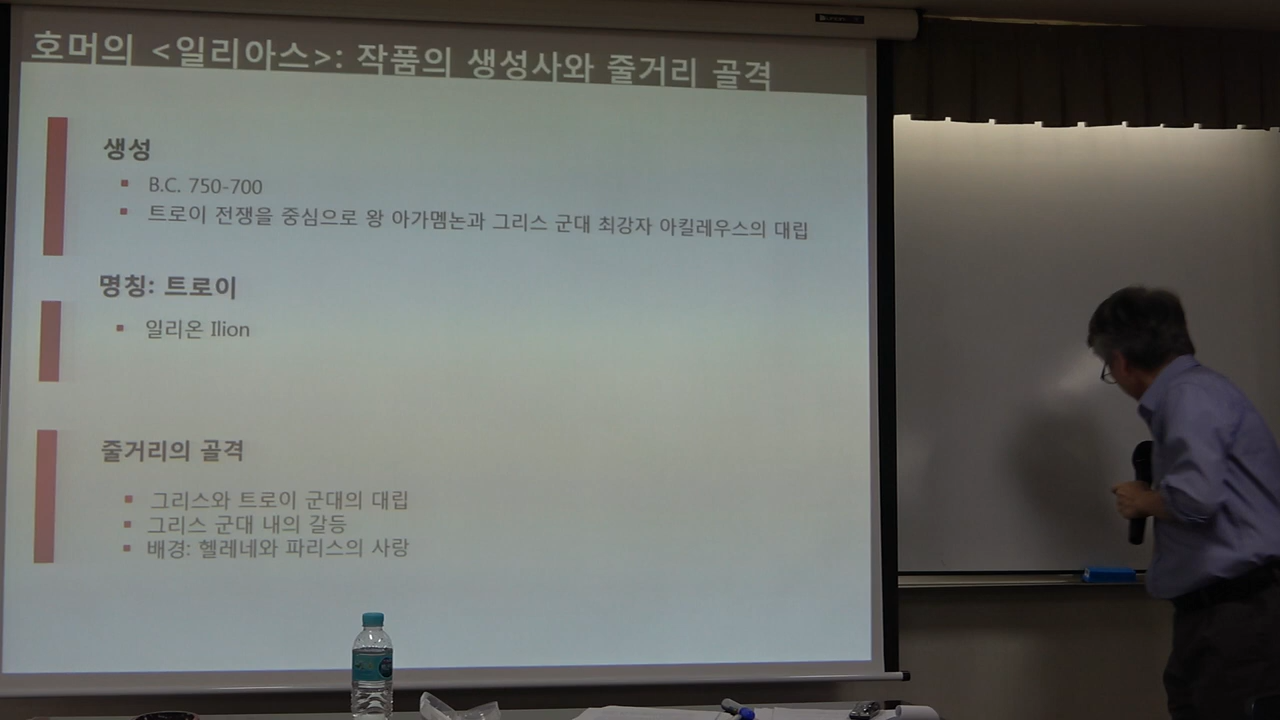 호머의 <일리아스>: 작품의 생성사와 줄거리 골격
생성
▪ B.C. 750-700
▪ 트로이 전쟁을 중심으로 왕 아가멤논과 그리스 군대 최강자 아킬레우스의 대립
명칭: 트로이
▪ 일리온 Ilion
줄거리의 골격
▪ 그리스와 트로이 군대의 대립
▪ 그리스 군대 내의 갈등
▪ 배경: 헬레네와 파리스의 사랑